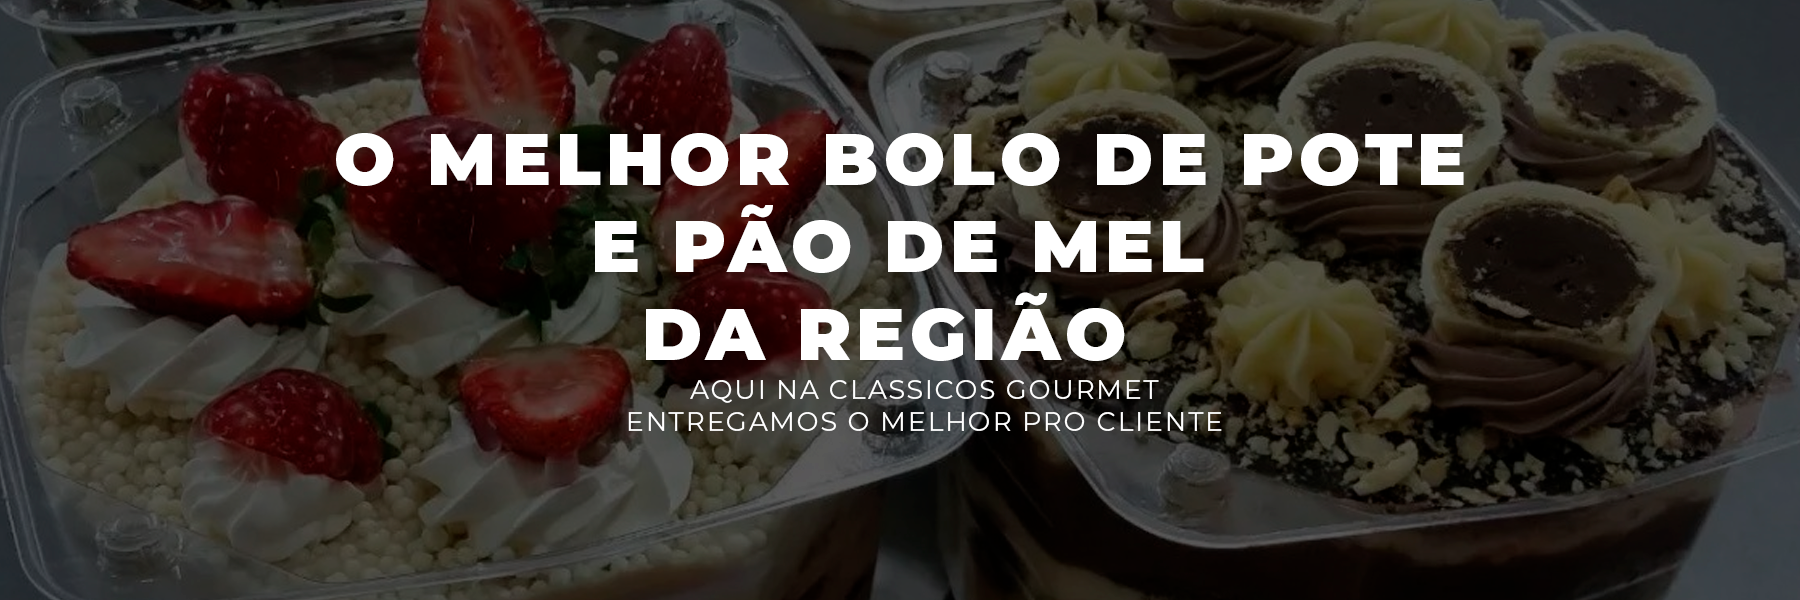 O MELHOR BOLO DE POTE
E PÃO DE MEL
DA REGIÃO
AQUI NA CLASSICOS GOURMET
ENTREGAMOS O MELHOR PRO CLIENTE